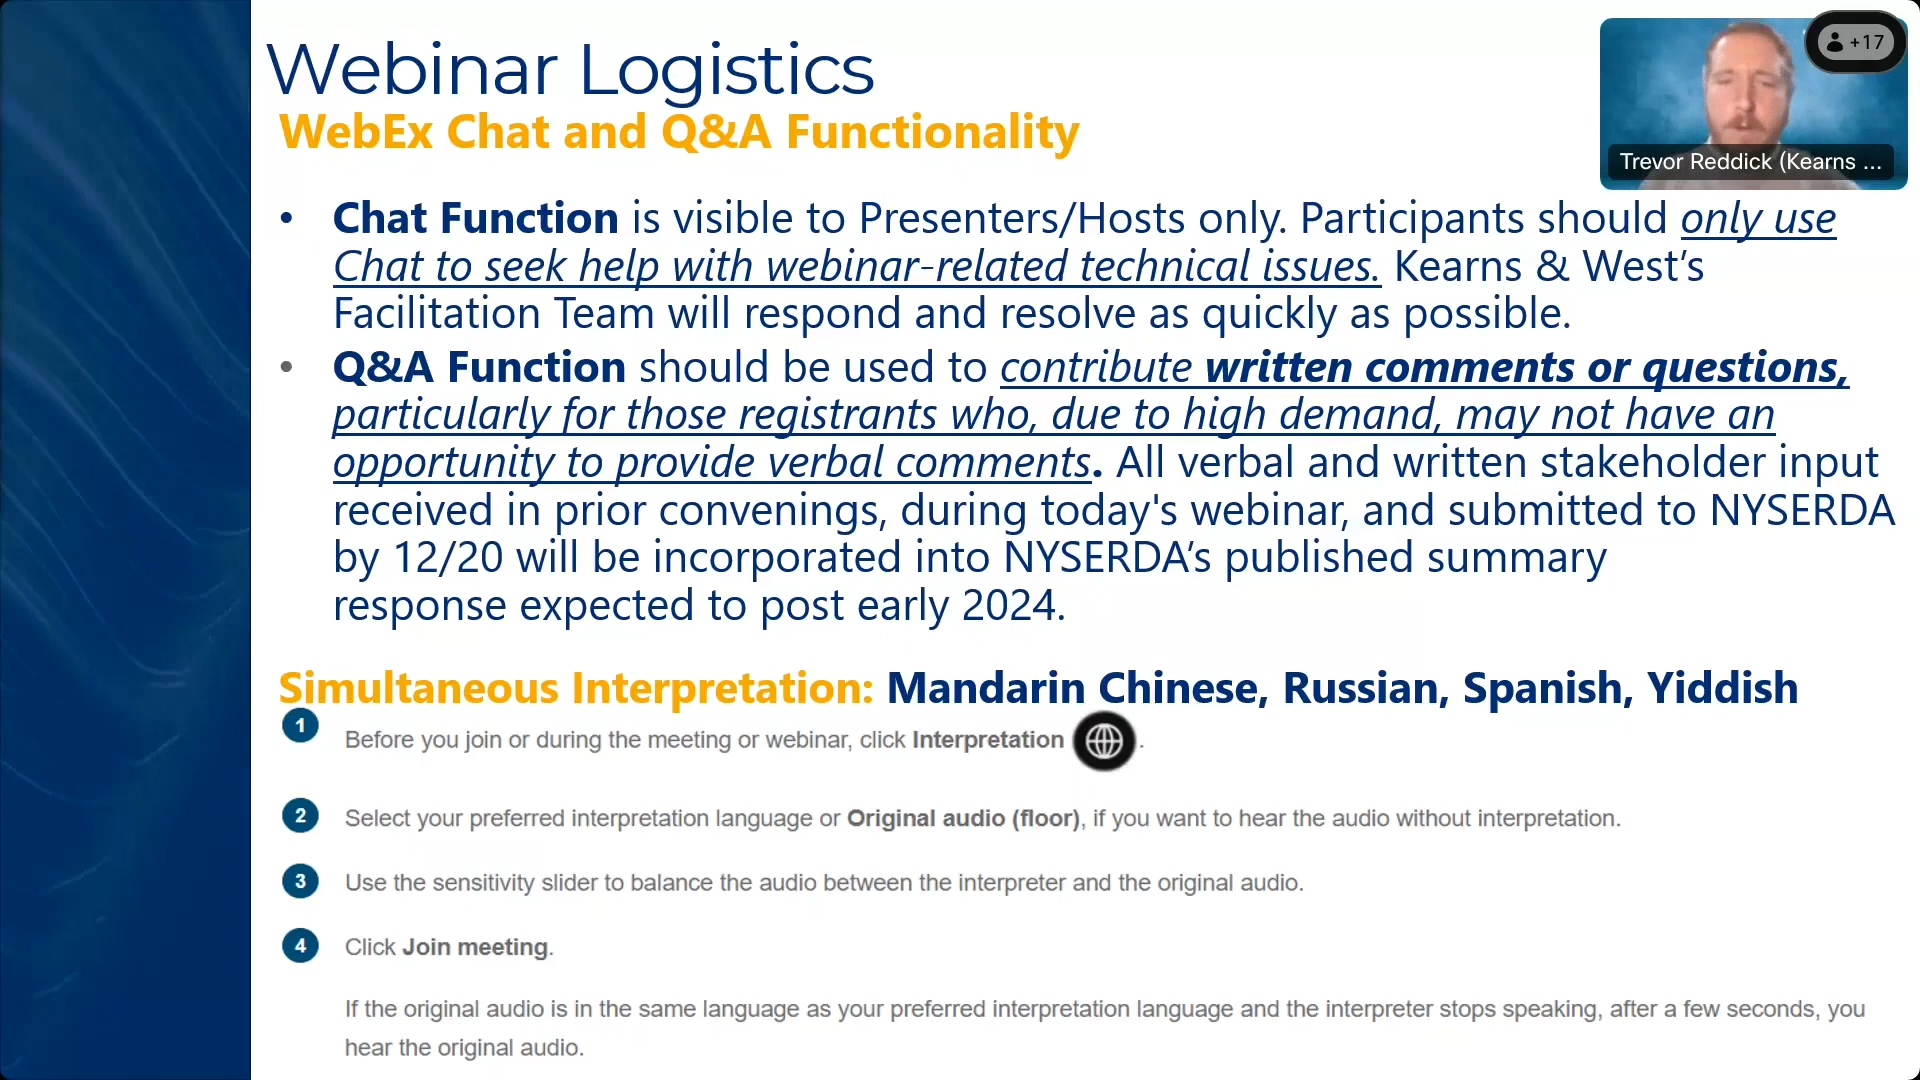 Webinar Logistics
WebEx Chat and Q&A Functionality
+17
Trevor Reddick (Kearns ...
• Chat Function is visible to Presenters/Hosts only. Participants should only use
Chat to seek help with webinar-related technical issues. Kearns & West’s
Facilitation Team will respond and resolve as quickly as possible.
• Q&A Function should be used to contribute written comments or questions,
particularly for those registrants who, due to high demand, may not have an
opportunity to provide verbal comments. All verbal and written stakeholder input
received in prior convenings, during today's webinar, and submitted to NYSERDA
by 12/20 will be incorporated into NYSERDA’s published summary
response expected to post early 2024.
Simultaneous Interpretation: Mandarin Chinese, Russian, Spanish, Yiddish
1 Before you join or during the meeting or webinar, click Interpretation .
2 Select your preferred interpretation language or Original audio (floor), if you want to hear the audio without interpretation.
3 Use the sensitivity slider to balance the audio between the interpreter and the original audio.
4 Click Join meeting.
If the original audio is in the same language as your preferred interpretation language and the interpreter stops speaking, after a few seconds, you
hear the original audio.